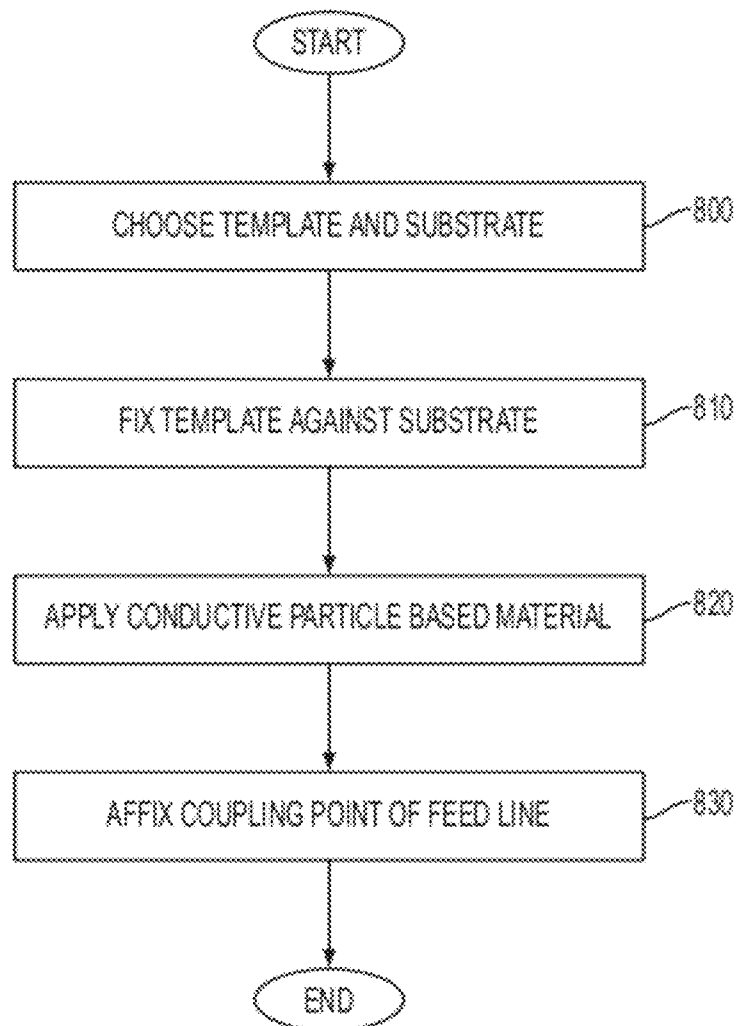 START
CHOOSE TEMPLATE AND SUBSTRATE
800
FIX TEMPLATE AGAINST SUBSTRATE
810
APPLY CONDUCTIVE PARTICLE BASED MATERIAL
820
AFFIX COUPLING POINT OF FEED LINE
830
END